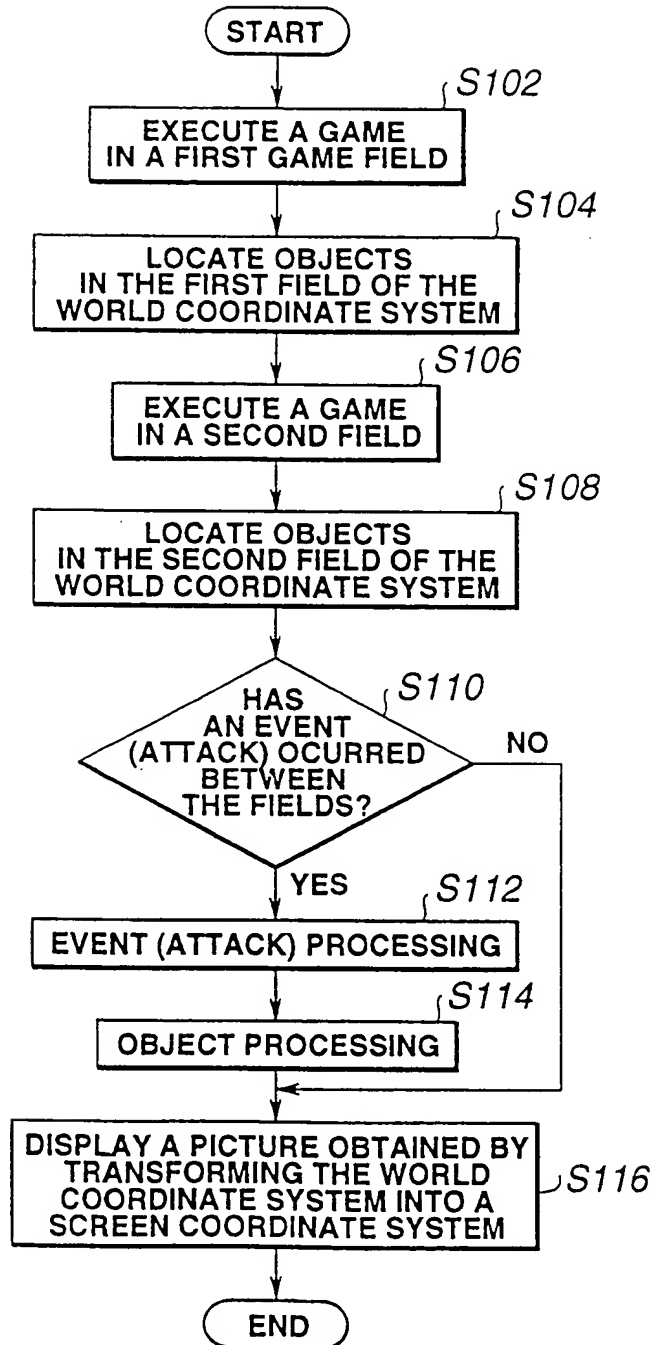 START
S102
EXECUTE A GAME
IN A FIRST GAME FIELD
S104
LOCATE OBJECTS
IN THE FIRST FIELD OF THE
WORLD COORDINATE SYSTEM
S106
EXECUTE A GAME
IN A SECOND FIELD
S108
LOCATE OBJECTS
IN THE SECOND FIELD OF THE
WORLD COORDINATE SYSTEM
S110
HAS
AN EVENT
(ATTACK) OCURRED
BETWEEN
THE FIELDS?
NO
YES
S112
EVENT (ATTACK) PROCESSING
S114
OBJECT PROCESSING
DISPLAY A PICTURE OBTAINED BY
TRANSFORMING THE WORLD
COORDINATE SYSTEM INTO A
SCREEN COORDINATE SYSTEM
S116
END